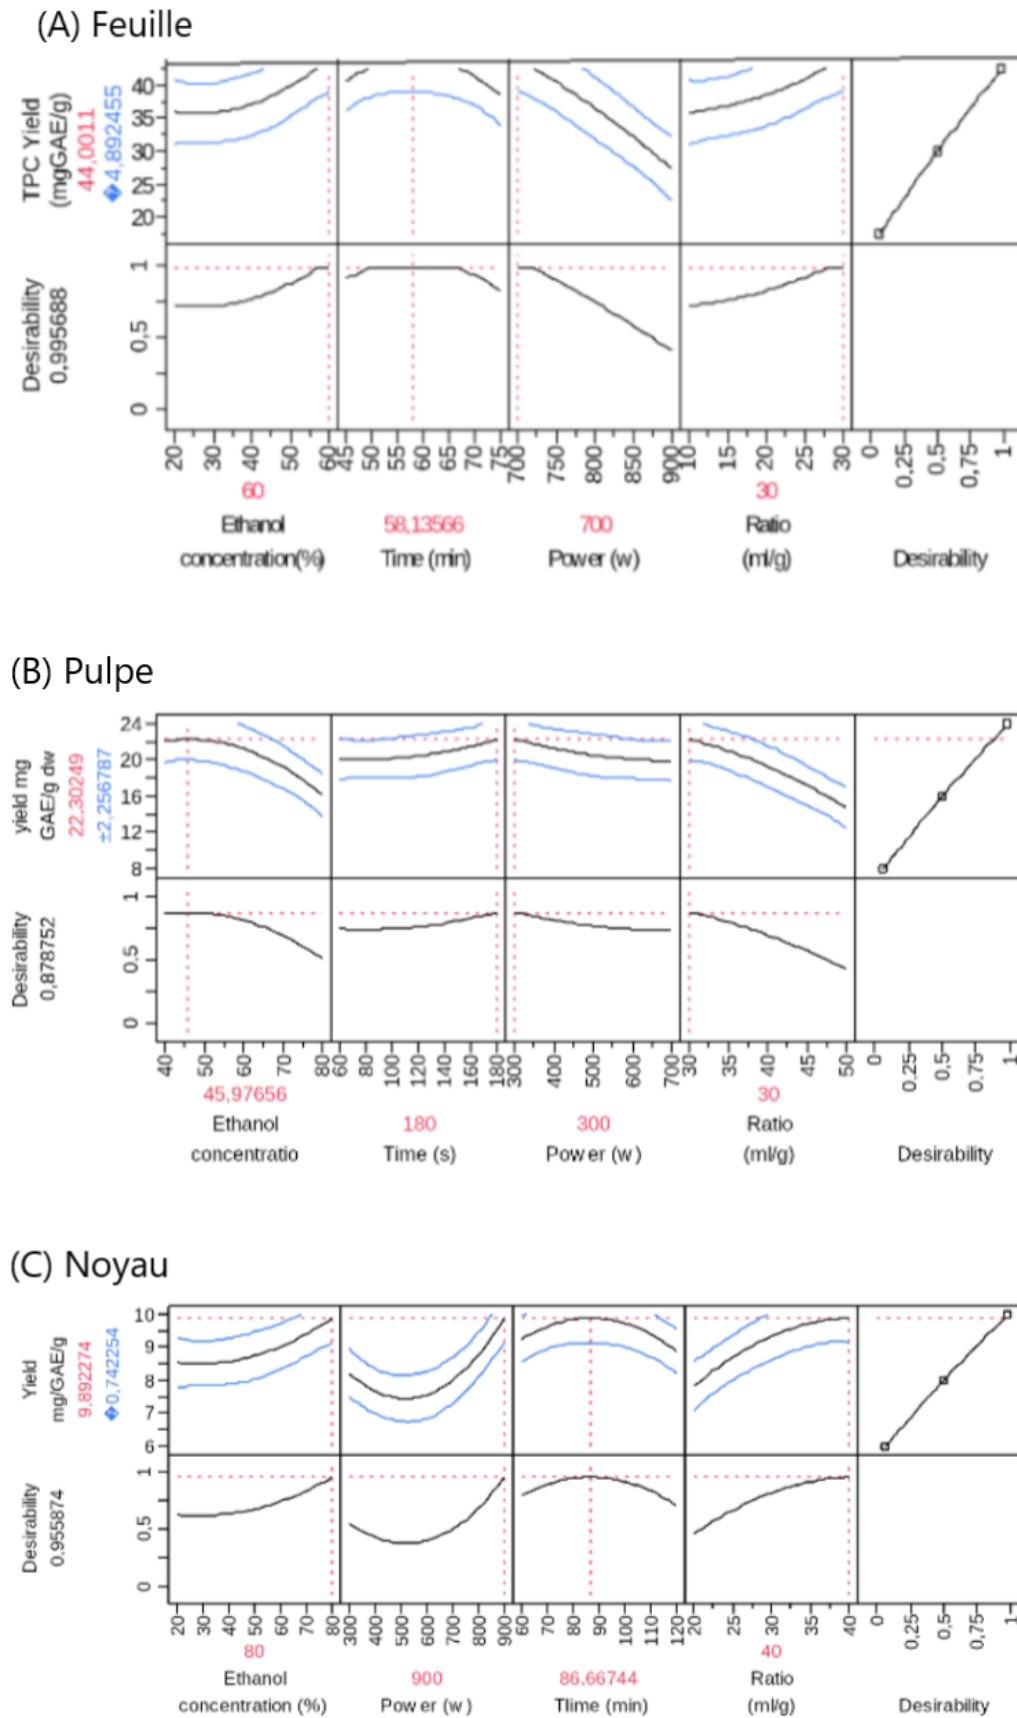 (A) Feuille
TPC Yield
(mgGAE/g)
44,0011
�4,892455
40
35
30
25
20
Desirability
0,995688
1
0,5
0
20 30 40 50 60
45 50 55 60 65 70 75
700 750 800 850 900
10 15 20 25 30
0 0,25 0,5 0,75 1
60
Ethanol
concentration(%)
58,13566
Time (min)
700
Power (w)
30
Ratio
(ml/g)
Desirability
(B) Pulpe
yield mg
GAE/g dw
22,30249
±2,256787
24
20
16
12
8
Desirability
0,878752
1
0,5
0
40 50 60 70 80
60 80 100 120 140 160 180
300 400 500 600 700
30 35 40 45 50
0 0,25 0,5 0,75 1
45,97656
Ethanol
concentratio
180
Time (s)
300
Power (w)
30
Ratio
(ml/g)
Desirability
(C) Noyau
Yield
mg/GAE/g
9,892274
�0,742254
10
9
8
7
6
Desirability
0.955874
1
0,5
0
20 30 40 50 60 70 80
300 400 500 600 700 800 900
60 70 80 90 100 110 120
20 25 30 35 40
0 0,25 0,5 0,75 1
80
Ethanol
concentration (%)
900
Power (w)
86.66744
TIime (min)
40
Ratio
(ml/g)
Desirability